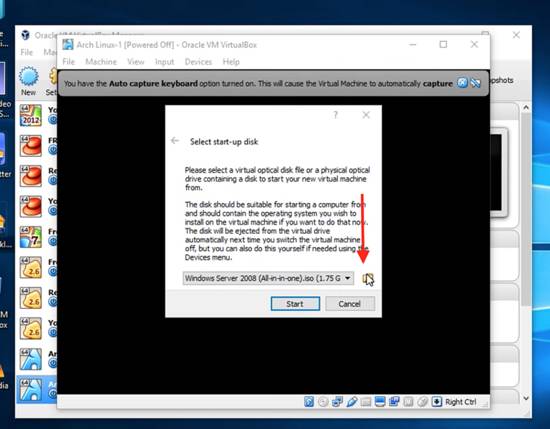 Oracle VM VirtualBox
Arch Linux-1 [Powered Off] - Oracle VM VirtualBox
File
File Machine View Input Devices Help
You have the Auto capture keyboard option turned on. This will cause the Virtual Machine to automatically capture
New
2012
64
?
Select start-up disk
Please select a virtual optical disk file or a physical optical
drive containing a disk to start your new virtual machine
from.
The disk should be suitable for starting a computer from
and should contain the operating system you wish to
install on the virtual machine if you want to do that now.
The disk will be ejected from the virtual drive
automatically next time you switch the virtual machine
off, but you can also do this yourself if needed using the
Devices menu.
Windows Server 2008 (All-in-in-one).iso (1.75 G
Start Cancel
7
2.6
2.6
Right Ctrl